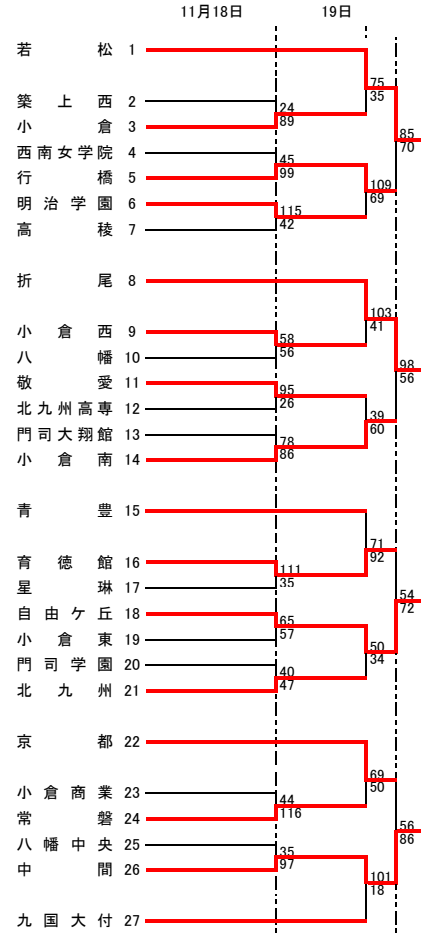 11月18日 19日
若松 1
75
35
築上西 2
24
小倉 3
89
85
70
西南女学院 4
45
行橋 5
99
109
69
明治学園 6
115
高稜 7
42
折尾 8
103
41
小倉西 9
58
八幡 10
56
98
56
敬愛 11
95
北九州高専 12
26
39
60
門司大翔館 13
78
小倉南 14
86
青豊 15
71
92
育徳館 16
111
星琳 17
35
54
72
自由ケ丘 18
65
小倉東 19
57
50
34
門司学園 20
40
北九州 21
47
京都 22
69
50
小倉商業 23
44
常磐 24
116
56
86
八幡中央 25
35
中間 26
97
101
18
九国大付 27